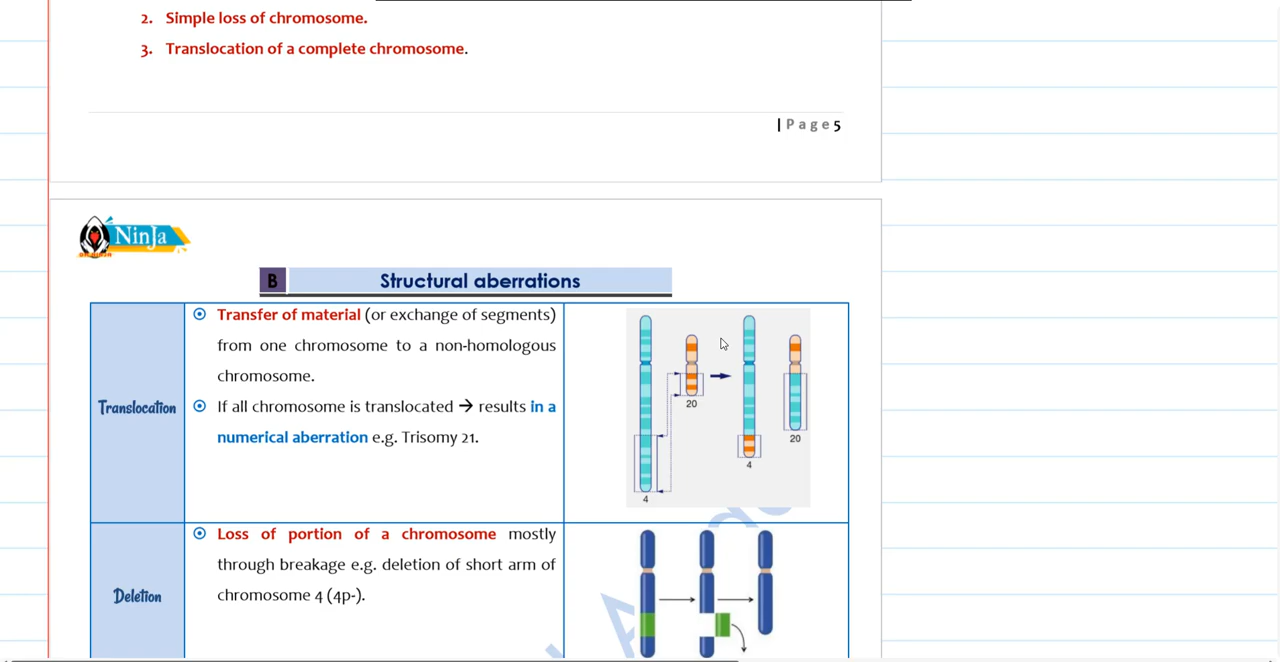 2. Simple loss of chromosome.
3. Translocation of a complete chromosome.
| Page 5
Ninja
B Structural aberrations
Translocation
Transfer of material (or exchange of segments)
from one chromosome to a non-homologous
chromosome.
If all chromosome is translocated → results in a
numerical aberration e.g. Trisomy 21.
20
20
4
4
Deletion
Loss of portion of a chromosome mostly
through breakage e.g. deletion of short arm of
chromosome 4 (4p-).